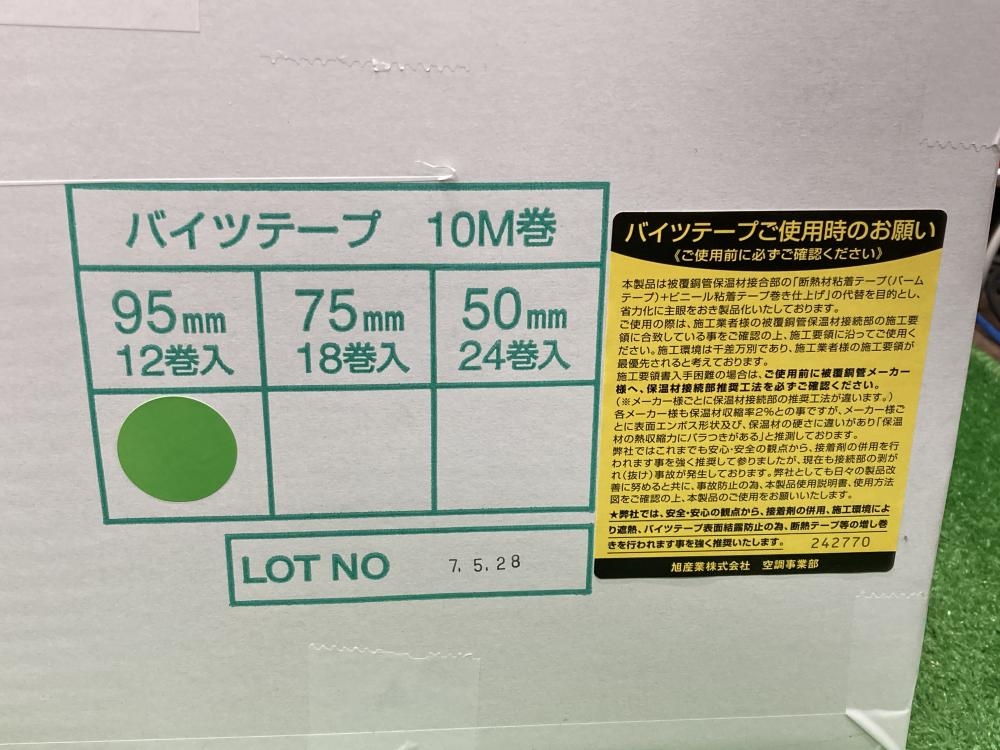 バイツテープ 10M巻
95mm 75mm 50mm
12巻入 18巻入 24巻入
LOT NO 7.5.28
バイツテープご使用時のお願い
《ご使用前に必ずご確認ください》
本製品は被覆銅管保温材接合部の「断熱材粘着テープ(パーム
テープ)+ビニール粘着テープ巻き仕上げ」の代替を目的とし、
省力化に主眼をおき製品化いたしております。
ご使用の際は、施工業者様の被覆銅管保温材接続部の施工要
領に合致している事をご確認の上、施工要領に沿ってご使用く
ださい。施工環境は千差万別であり、施工業者様の施工要領が
最優先されると考えております。
施工要領書入手困難の場合は、ご使用前に被覆銅管メーカー
様へ、保温材接続部推奨工法を必ずご確認ください。
(※メーカー様ごとに保温材接続部の推奨工法が違います。)
各メーカー様も保温材収縮率2%との事ですが、メーカー様ご
とに表面エンボス形状及び、保温材の硬さに違いがあり「保温
材の熱収縮力にバラつきがある」と推測しております。
弊社ではこれまでも安心・安全の観点から、接着剤の併用を行
われます事を強く推奨して参りましたが、現在も接続部の剥が
れ(抜け)事故が発生しております。弊社としても日々の製品改
善に努めると共に、事故防止の為、本製品使用説明書、使用方法
図をご確認の上、本製品のご使用をお願いいたします。
★弊社では、安全・安心の観点から、接着剤の併用、施工環境によ
り遮熱、バイツテープ表面結露防止の為、断熱テープ等の増し巻
きを行われます事を強く推奨いたします。 242770
旭産業株式会社 空調事業部